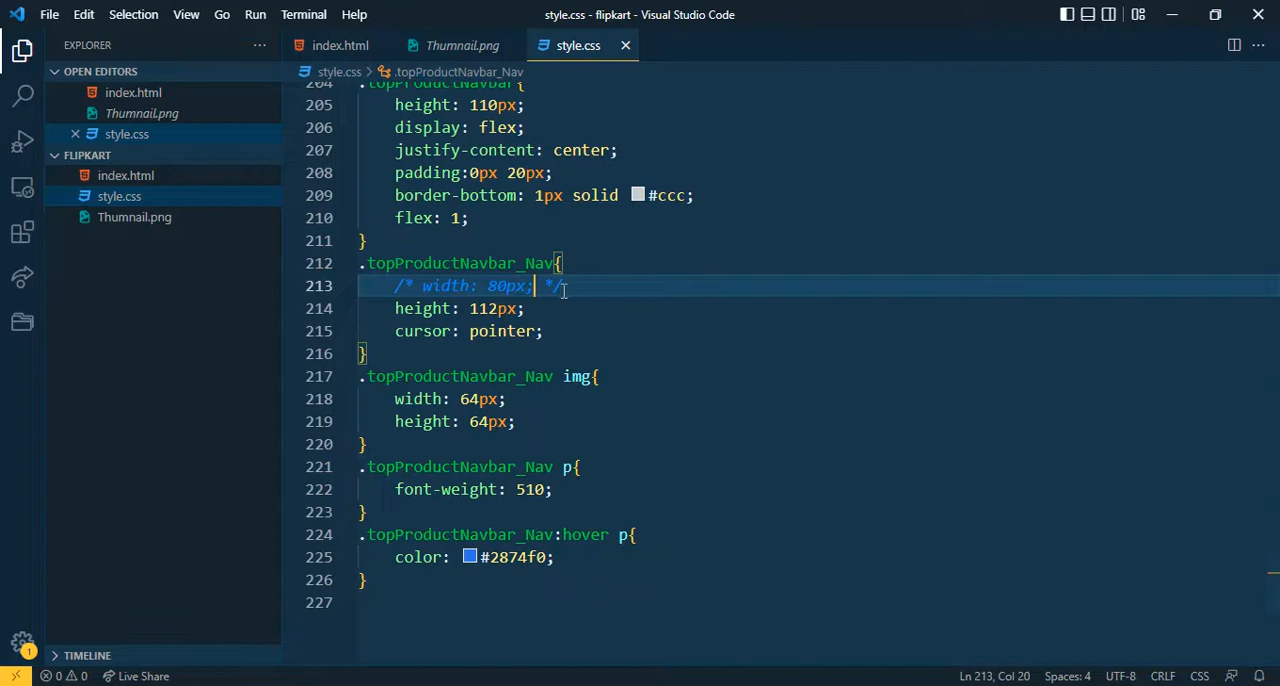 File Edit Selection View Go Run Terminal Help
style.css - flipkart - Visual Studio Code
EXPLORER
index.html
Thumnail.png
style.css
OPEN EDITORS
index.html
Thumnail.png
style.css
FLIPKART
index.html
style.css
Thumnail.png
TIMELINE
style.css > .topProductNavbar_Nav
204 .topProductNavbar{
205 height: 110px;
206 display: flex;
207 justify-content: center;
208 padding:0px 20px;
209 border-bottom: 1px solid #ccc;
210 flex: 1;
211 }
212 .topProductNavbar_Nav{
213 /* width: 80px; */
214 height: 112px;
215 cursor: pointer;
216 }
217 .topProductNavbar_Nav img{
218 width: 64px;
219 height: 64px;
220 }
221 .topProductNavbar_Nav p{
222 font-weight: 510;
223 }
224 .topProductNavbar_Nav:hover p{
225 color: #2874f0;
226 }
227
1
0 0 Live Share
Ln 213, Col 20 Spaces: 4 UTF-8 CRLF CSS